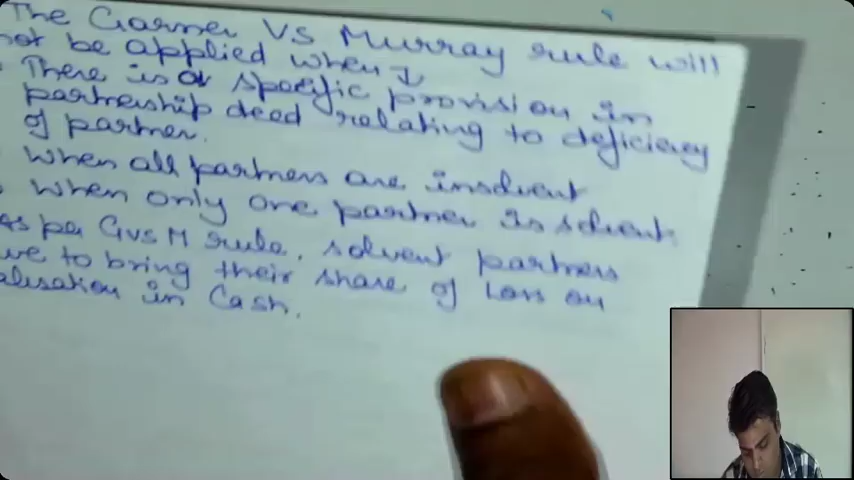 The Garner VS Murray rule will
not be applied when
There is a specific provision in
partnership deed relating to deficiency
of partner.
When all partners are insolvent
When only one partner is solvent
As per G vs M rule, solvent partners
to bring their share of Loss on
in Cash.